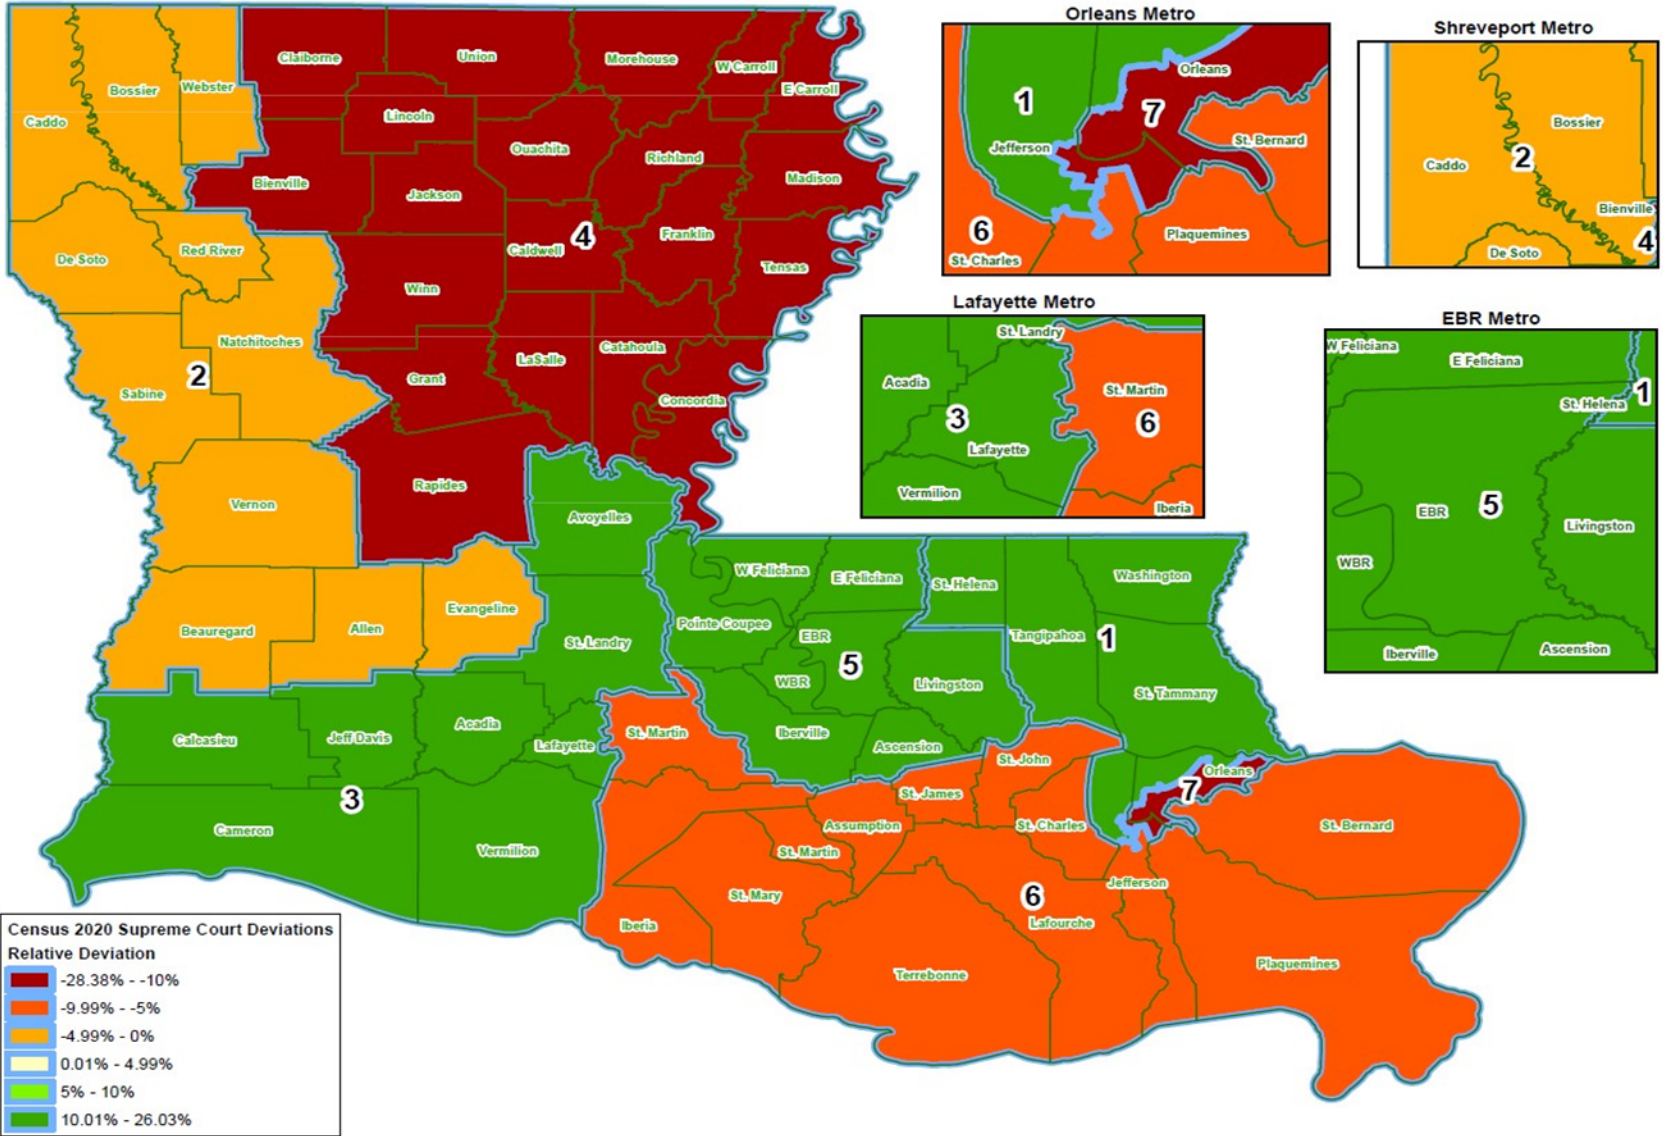 Orleans Metro
Shreveport Metro
Claiborne
Union
Morehouse
W Carroll
E Carroll
Bossier
Webster
Caddo
Lincoln
Ouachita
Richland
Madison
Bienville
Jackson
Caldwell
4
Franklin
De Soto
Red River
Winn
Tensas
Natchitoches
LaSalle
Catahoula
Sabine
2
Grant
Concordia
Rapides
Vernon
Avoyelles
Evangeline
Beauregard
Allen
St. Landry
Orleans
1
7
Jefferson
St. Bernard
6
Plaquemines
St. Charles
Bossier
2
Caddo
Bienville
4
De Soto
Lafayette Metro
St. Landry
Acadia
St. Martin
3
6
Lafayette
Vermilion
Iberia
EBR Metro
W Feliciana
E Feliciana
1
St. Helena
5
EBR
Livingston
WBR
Iberville
Ascension
W Feliciana
E Feliciana
St. Helena
Washington
Pointe Coupee
EBR
Tangipahoa
1
5
WBR
Livingston
St. Tammany
Iberville
Ascension
Calcasieu
Jeff Davis
Acadia
Lafayette
St. Martin
St. John
Orleans
7
3
St. James
Cameron
Vermilion
Assumption
St. Charles
St. Bernard
St. Martin
Jefferson
St. Mary
6
Iberia
Lafourche
Terrebonne
Plaquemines
Census 2020 Supreme Court Deviations
Relative Deviation
-28.38% - -10%
-9.99% - -5%
-4.99% - 0%
0.01% - 4.99%
5% - 10%
10.01% - 26.03%